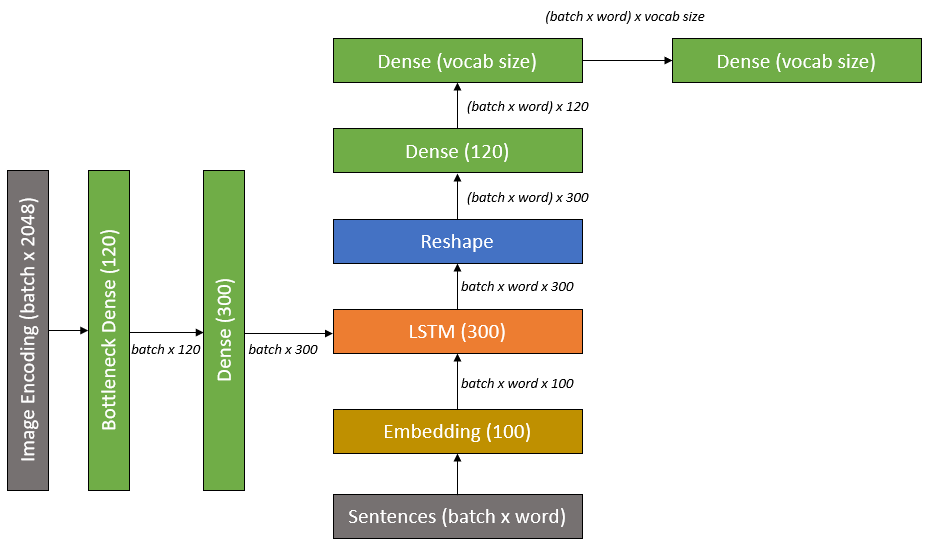 (batch x word) x vocab size
Dense (vocab size)
Dense (vocab size)
(batch x word) x 120
Dense (120)
(batch x word) x 300
Reshape
batch x word x 300
Image Encoding (batch x 2048)
Bottleneck Dense (120)
batch x 120
Dense (300)
batch x 300
LSTM (300)
batch x word x 100
Embedding (100)
Sentences (batch x word)